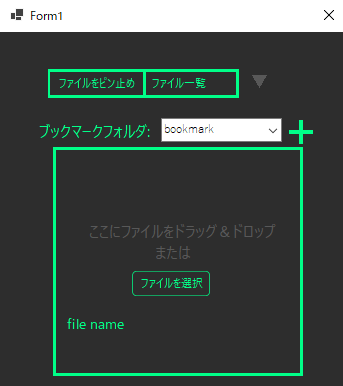 Form1
ファイルをピン止め ファイル一覧
ブックマークフォルダ: bookmark
ここにファイルをドラッグ＆ドロップ
または
ファイルを選択
file name